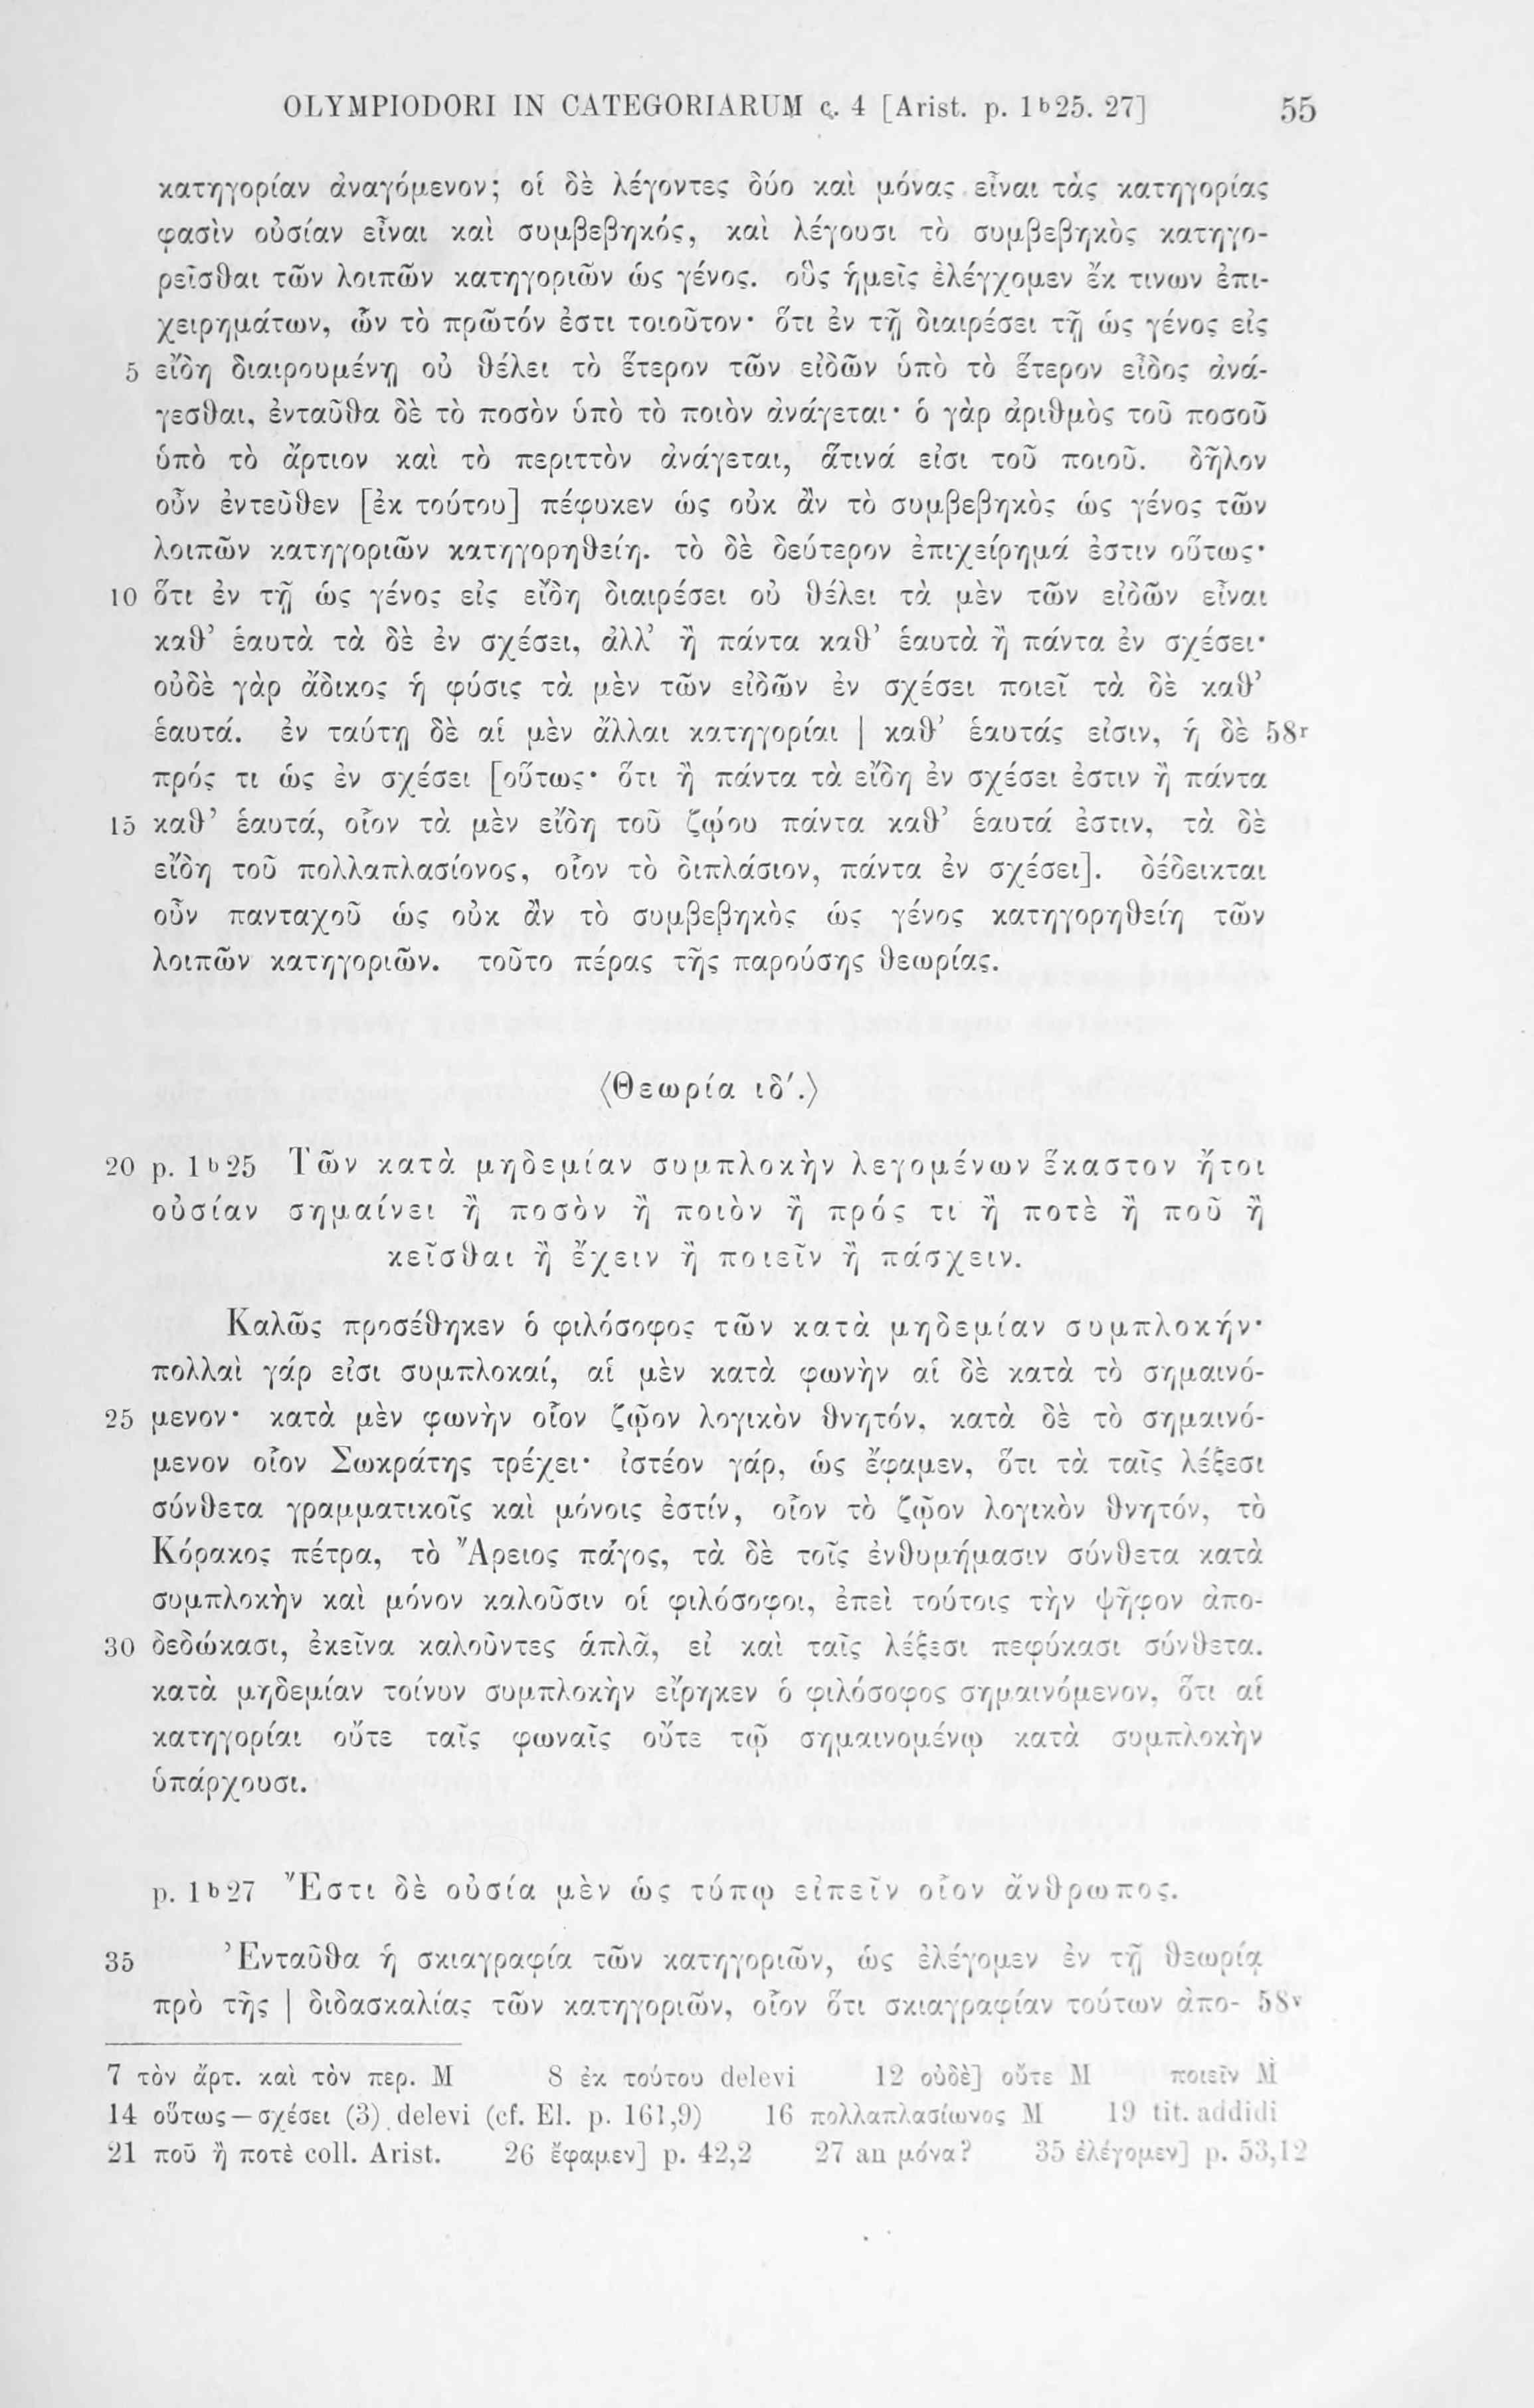 OLYMPIODORI IN CATEGORIARUM c. 4 [Arist. p. 1b25. 27] 55
κατηγορίαν ἀναγόμενον; οἱ δὲ λέγοντες δύο καὶ μόνας εἶναι τὰς κατηγορίας
φασὶν οὐσίαν εἶναι καὶ συμβεβηκός, καὶ λέγουσι τὸ συμβεβηκὸς κατηγο-
ρεῖσθαι τῶν λοιπῶν κατηγοριῶν ὡς γένος. οὓς ἡμεῖς ἐλέγχομεν ἔκ τινων ἐπι-
χειρημάτων, ὧν τὸ πρῶτόν ἐστι τοιοῦτον· ὅτι ἐν τῇ διαιρέσει τῇ ὡς γένος εἰς
5 εἴδη διαιρουμένῃ οὐ θέλει τὸ ἕτερον τῶν εἰδῶν ὑπὸ τὸ ἕτερον εἶδος ἀνά-
γεσθαι, ἐνταῦθα δὲ τὸ ποσὸν ὑπὸ τὸ ποιὸν ἀνάγεται· ὁ γὰρ ἀριθμὸς τοῦ ποσοῦ
ὑπὸ τὸ ἄρτιον καὶ τὸ περιττὸν ἀνάγεται, ἅτινά εἰσι τοῦ ποιοῦ. δῆλον
οὖν ἐντεῦθεν [ἐκ τούτου] πέφυκεν ὡς οὐκ ἂν τὸ συμβεβηκὸς ὡς γένος τῶν
λοιπῶν κατηγοριῶν κατηγορηθείη. τὸ δὲ δεύτερον ἐπιχείρημά ἐστιν οὕτως·
10 ὅτι ἐν τῇ ὡς γένος εἰς εἴδη διαιρέσει οὐ θέλει τὰ μὲν τῶν εἰδῶν εἶναι
καθ’ ἑαυτὰ τὰ δὲ ἐν σχέσει, ἀλλ’ ἢ πάντα καθ’ ἑαυτὰ ἢ πάντα ἐν σχέσει·
οὐδὲ γὰρ ἄδικος ἡ φύσις τὰ μὲν τῶν εἰδῶν ἐν σχέσει ποιεῖ τὰ δὲ καθ’
ἑαυτά. ἐν ταύτῃ δὲ αἱ μὲν ἄλλαι κατηγορίαι | καθ’ ἑαυτάς εἰσιν, ἡ δὲ 58r
πρός τι ὡς ἐν σχέσει [οὕτως· ὅτι ἢ πάντα τὰ εἴδη ἐν σχέσει ἐστιν ἢ πάντα
15 καθ’ ἑαυτά, οἷον τὰ μὲν εἴδη τοῦ ζῴου πάντα καθ’ ἑαυτά ἐστιν, τὰ δὲ
εἴδη τοῦ πολλαπλασίονος, οἷον τὸ διπλάσιον, πάντα ἐν σχέσει]. δέδεικται
οὖν πανταχοῦ ὡς οὐκ ἂν τὸ συμβεβηκὸς ὡς γένος κατηγορηθείη τῶν
λοιπῶν κατηγοριῶν. τοῦτο πέρας τῆς παρούσης θεωρίας.
⟨Θεωρία ιδ′.⟩
20 p. 1b25 Τῶν κατὰ μηδεμίαν συμπλοκὴν λεγομένων ἕκαστον ἤτοι
οὐσίαν σημαίνει ἢ ποσὸν ἢ ποιὸν ἢ πρός τι ἢ ποτὲ ἢ ποῦ ἢ
κεῖσθαι ἢ ἔχειν ἢ ποιεῖν ἢ πάσχειν.
Καλῶς προσέθηκεν ὁ φιλόσοφος τῶν κατὰ μηδεμίαν συμπλοκήν·
πολλαὶ γάρ εἰσι συμπλοκαί, αἱ μὲν κατὰ φωνὴν αἱ δὲ κατὰ τὸ σημαινό-
25 μενον· κατὰ μὲν φωνὴν οἷον ζῷον λογικὸν θνητόν, κατὰ δὲ τὸ σημαινό-
μενον οἷον Σωκράτης τρέχει· ἰστέον γάρ, ὡς ἔφαμεν, ὅτι τὰ ταῖς λέξεσι
σύνθετα γραμματικοῖς καὶ μόνοις ἐστίν, οἷον τὸ ζῷον λογικὸν θνητόν, τὸ
Κόρακος πέτρα, τὸ Ἄρειος πάγος, τὰ δὲ τοῖς ἐνθυμήμασιν σύνθετα κατὰ
συμπλοκὴν καὶ μόνον καλοῦσιν οἱ φιλόσοφοι, ἐπεὶ τούτοις τὴν ψῆφον ἀπο-
30 δεδώκασι, ἐκεῖνα καλοῦντες ἁπλᾶ, εἰ καὶ ταῖς λέξεσι πεφύκασι σύνθετα.
κατὰ μηδεμίαν τοίνυν συμπλοκὴν εἴρηκεν ὁ φιλόσοφος σημαινόμενον, ὅτι αἱ
κατηγορίαι οὔτε ταῖς φωναῖς οὔτε τῷ σημαινομένῳ κατὰ συμπλοκὴν
ὑπάρχουσι.
p. 1b27 Ἔστι δὲ οὐσία μὲν ὡς τύπῳ εἰπεῖν οἷον ἄνθρωπος.
35 Ἐνταῦθα ἡ σκιαγραφία τῶν κατηγοριῶν, ὡς ἐλέγομεν ἐν τῇ θεωρίᾳ
πρὸ τῆς | διδασκαλίας τῶν κατηγοριῶν, οἷον ὅτι σκιαγραφίαν τούτων ἀπο- 58v
7 τὸν ἄρτ. καὶ τὸν περ. M 8 ἐκ τούτου delevi 12 οὐδὲ] οὔτε M ποιεῖν M
14 οὕτως—σχέσει (3) delevi (cf. El. p. 161,9) 16 πολλαπλασίωνος M 19 tit. addidi
21 ποῦ ἢ ποτὲ coll. Arist. 26 ἔφαμεν] p. 42,2 27 an μόνα? 35 ἐλέγομεν] p. 53,12